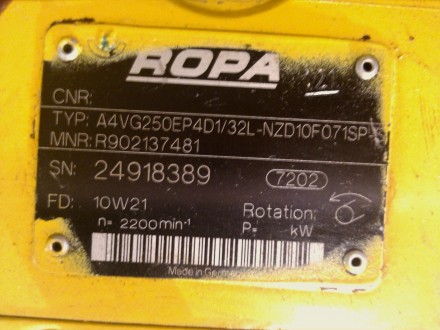 ROPA
CNR:
TYP: A4VG250EP4D1/32L-NZD10F071SP-S
MNR: R902137481
SN: 24918389 7202
FD: 10W21 Rotation:
n= 2200min⁻¹ P= kW
Made in Germany